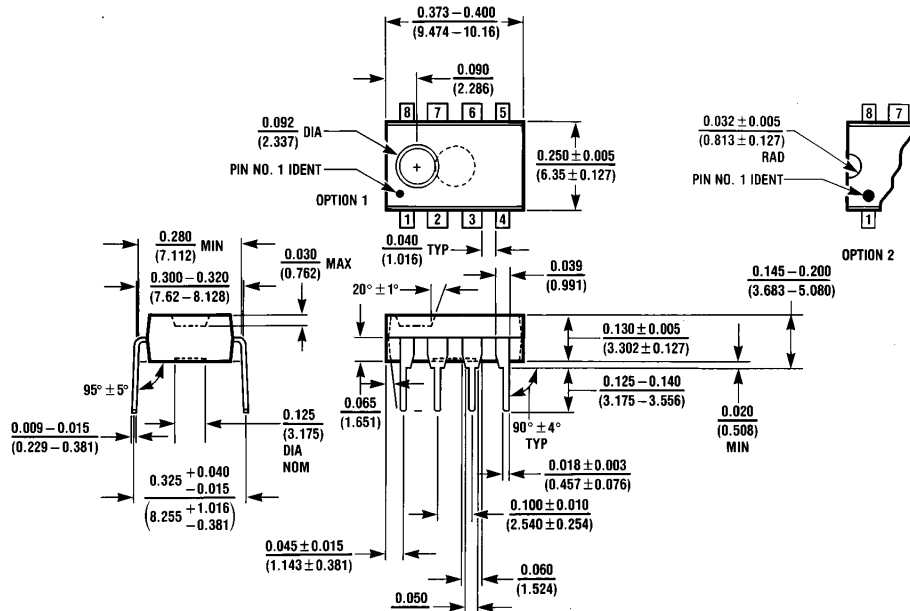 0.373 – 0.400
(9.474 – 10.16)
0.090
(2.286)
8 7 6 5
0.092 DIA
(2.337)
PIN NO. 1 IDENT
OPTION 1
1 2 3 4
0.250 ± 0.005
(6.35 ± 0.127)
0.032 ± 0.005
(0.813 ± 0.127)
RAD
PIN NO. 1 IDENT
8 7
1
OPTION 2
0.280 MIN
(7.112)
0.030 MAX
(0.762)
0.300 – 0.320
(7.62 – 8.128)
0.040 TYP
(1.016)
0.039
(0.991)
20° ± 1°
0.145 – 0.200
(3.683 – 5.080)
0.130 ± 0.005
(3.302 ± 0.127)
95° ± 5°
0.065
(1.651)
0.125 – 0.140
(3.175 – 3.556)
0.020
(0.508)
MIN
90° ± 4°
TYP
0.009 – 0.015
(0.229 – 0.381)
0.125
(3.175)
DIA
NOM
0.018 ± 0.003
(0.457 ± 0.076)
0.325 +0.040 -0.015
(8.255 +1.016 -0.381)
0.100 ± 0.010
(2.540 ± 0.254)
0.045 ± 0.015
(1.143 ± 0.381)
0.060
(1.524)
0.050